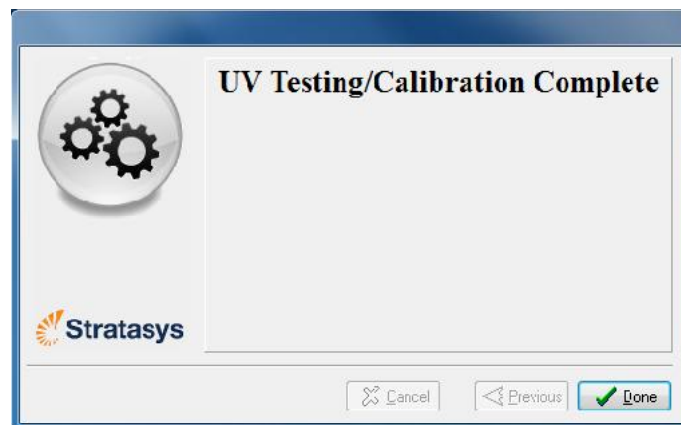 UV Testing/Calibration Complete
Stratasys
Cancel
Previous
Done